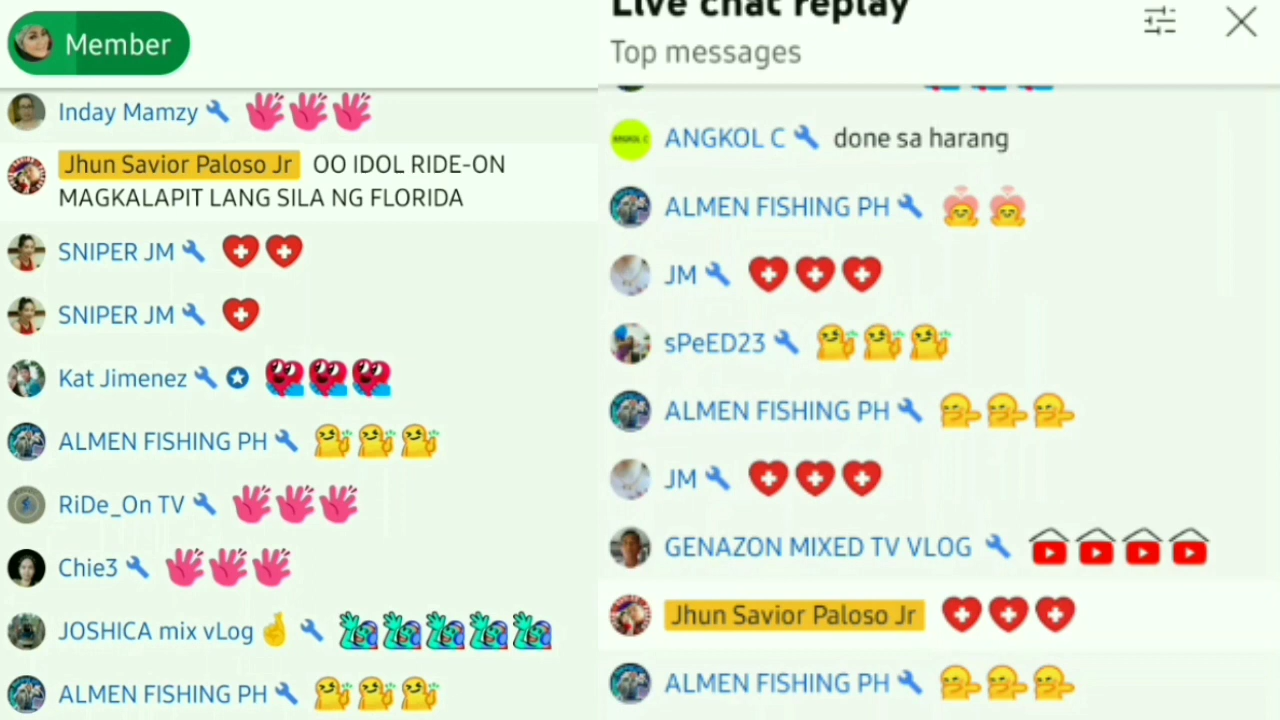 Member
Inday Mamzy
Jhun Savior Paloso Jr OO IDOL RIDE-ON
MAGKALAPIT LANG SILA NG FLORIDA
SNIPER JM
SNIPER JM
Kat Jimenez
ALMEN FISHING PH
RiDe_On TV
Chie3
JOSHICA mix vLog
ALMEN FISHING PH
Live chat replay
Top messages
ANGKOL C done sa harang
ALMEN FISHING PH
JM
sPeED23
ALMEN FISHING PH
JM
GENAZON MIXED TV VLOG
Jhun Savior Paloso Jr
ALMEN FISHING PH